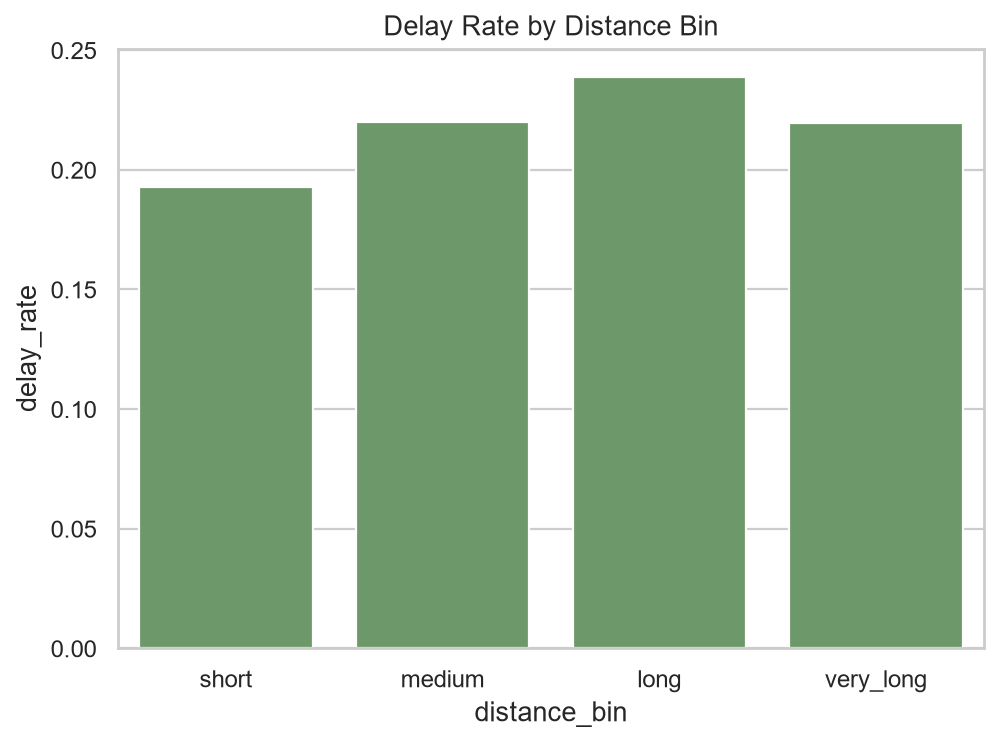 Delay Rate by Distance Bin
0.25
0.20
0.15
0.10
0.05
0.00
delay_rate
short medium long very_long
distance_bin